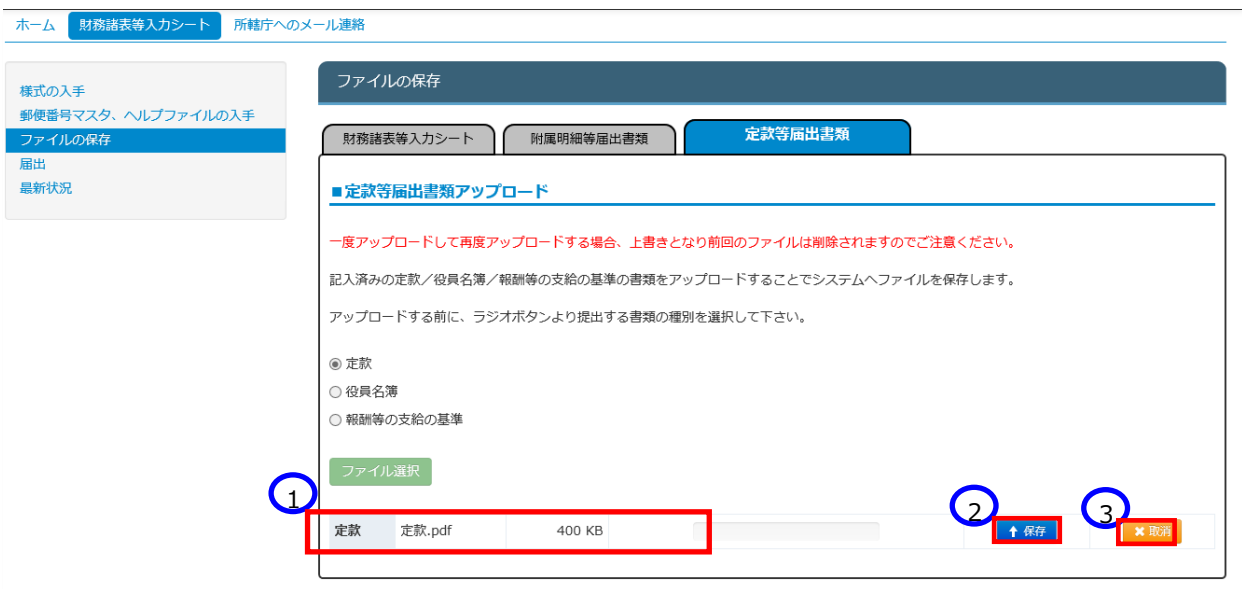 ホーム 財務諸表等入力シート 所轄庁へのメール連絡
様式の入手
郵便番号マスタ、ヘルプファイルの入手
ファイルの保存
届出
最新状況
ファイルの保存
財務諸表等入力シート 附属明細等届出書類 定款等届出書類
■定款等届出書類アップロード
一度アップロードして再度アップロードする場合、上書きとなり前回のファイルは削除されますのでご注意ください。
記入済みの定款／役員名簿／報酬等の支給の基準の書類をアップロードすることでシステムへファイルを保存します。
アップロードする前に、ラジオボタンより提出する書類の種別を選択して下さい。
定款
役員名簿
報酬等の支給の基準
ファイル選択
1 2 3
定款 定款.pdf 400 KB 保存 取消